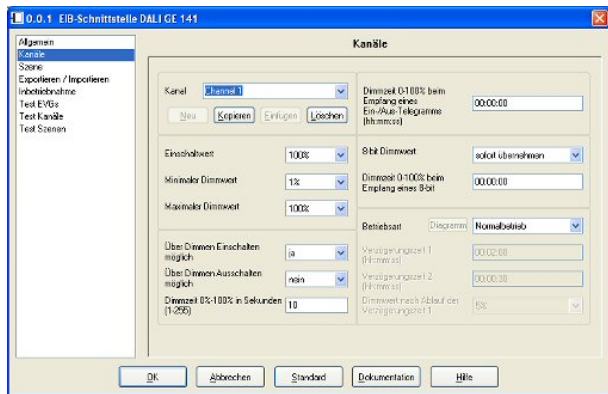 0.0.1 EIB-Schnittstelle DALI GE 141
Allgemein
Kanäle
Szene
Exportieren / Importieren
Inbetriebnahme
Test EVGs
Test Kanäle
Test Szenen
Kanäle
Kanal
Channel 1
Neu
Kopieren
Einfügen
Löschen
Einschaltwert
100%
Minimaler Dimmwert
1%
Maximaler Dimmwert
100%
Über Dimmen Einschalten
möglich
ja
Über Dimmen Ausschalten
möglich
nein
Dimmzeit 0%-100% in Sekunden
(1-255)
10
Dimmzeit 0-100% beim
Empfang eines
Ein-/Aus-Telegramms
(hh:mm:ss)
00:00:00
8-bit Dimmwert
sofort übernehmen
Dimmzeit 0-100% beim
Empfang eines 8-bit
00:00:00
Betriebsart
Diagramm
Normalbetrieb
Verzögerungszeit 1
(hh:mm:ss)
00:02:00
Verzögerungszeit 2
(hh:mm:ss)
00:00:30
Dimmwert nach Ablauf der
Verzögerungszeit 1
5%
OK
Abbrechen
Standard
Dokumentation
Hilfe